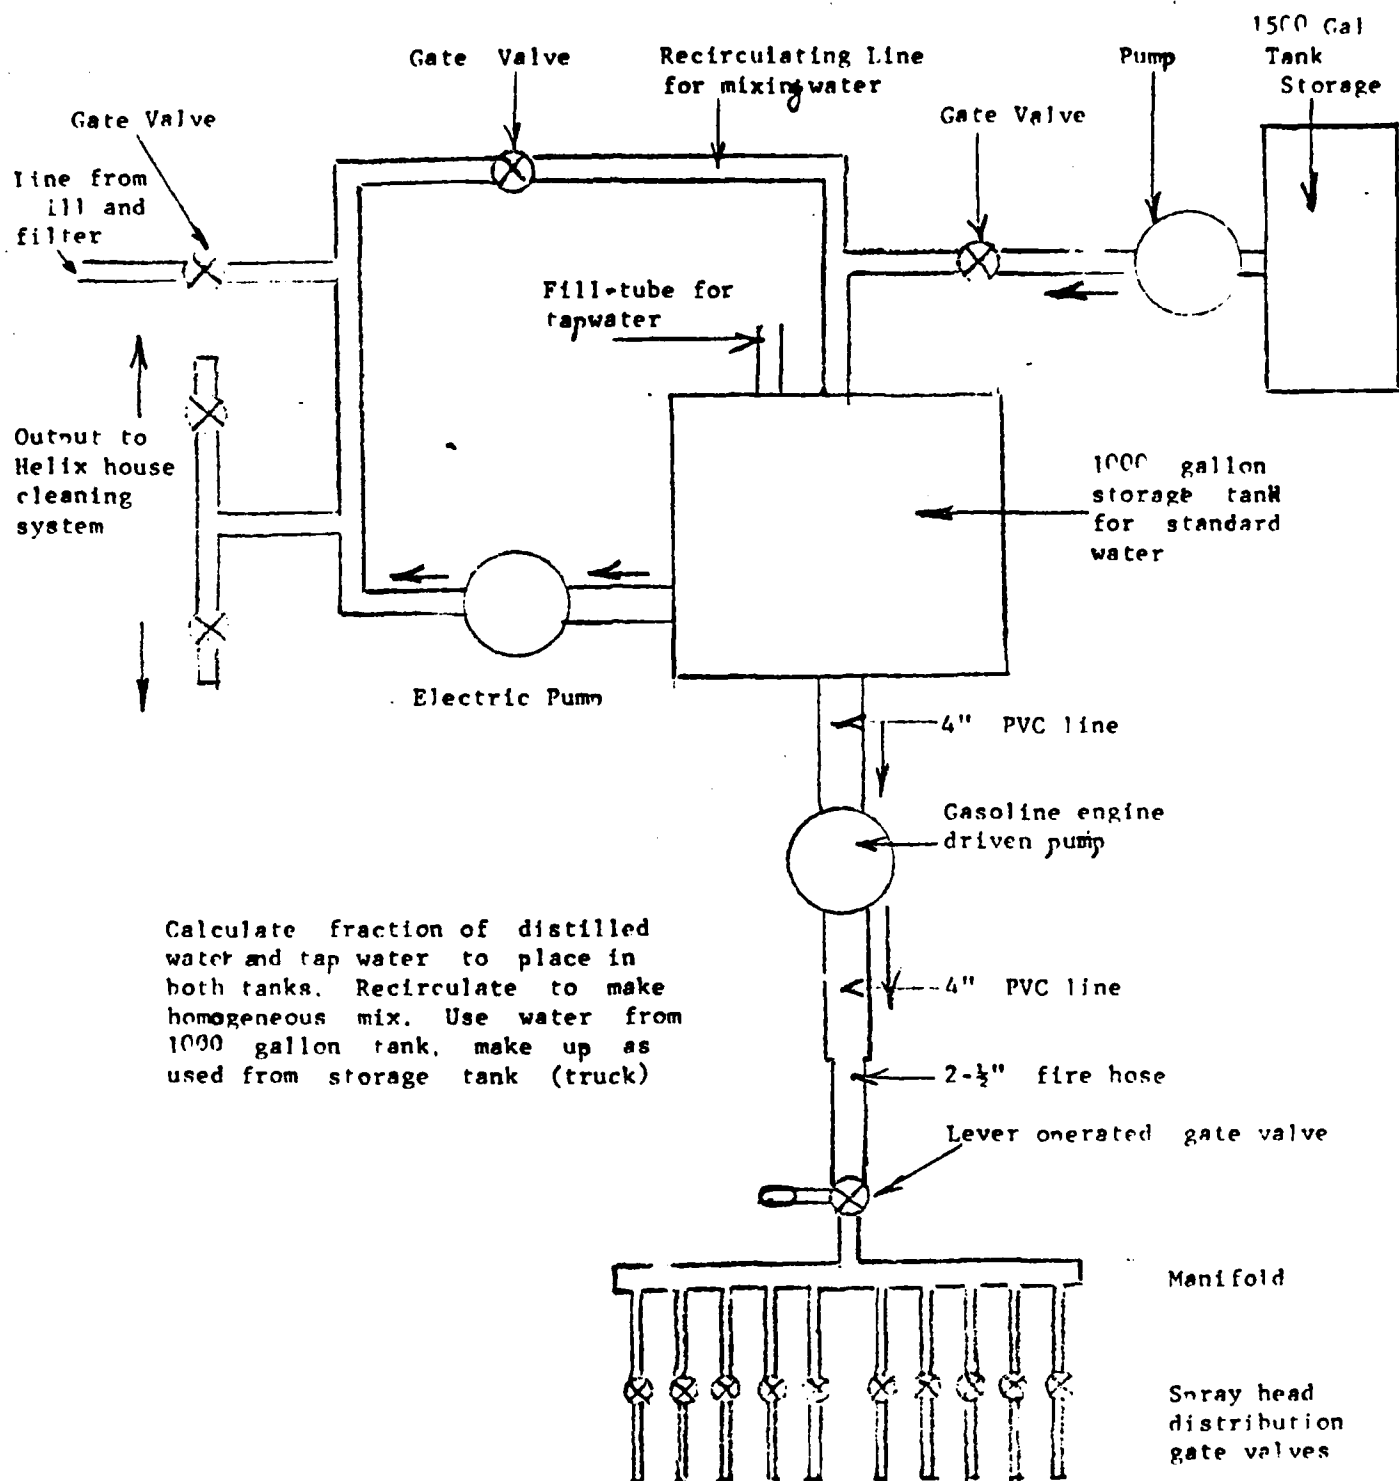 1500 Gal
Tank
Storage
Pump
Recirculating Line
for mixing water
Gate Valve
Gate Valve
Gate Valve
Line from
ill and
filter
Fill-tube for
tapwater
Output to
Helix house
cleaning
system
1000 gallon
storage tank
for standard
water
Electric Pump
4" PVC line
Gasoline engine
driven pump
Calculate fraction of distilled
water and tap water to place in
both tanks. Recirculate to make
homogeneous mix. Use water from
1000 gallon tank, make up as
used from storage tank (truck)
4" PVC line
2-½" fire hose
Lever operated gate valve
Manifold
Spray head
distribution
gate valves